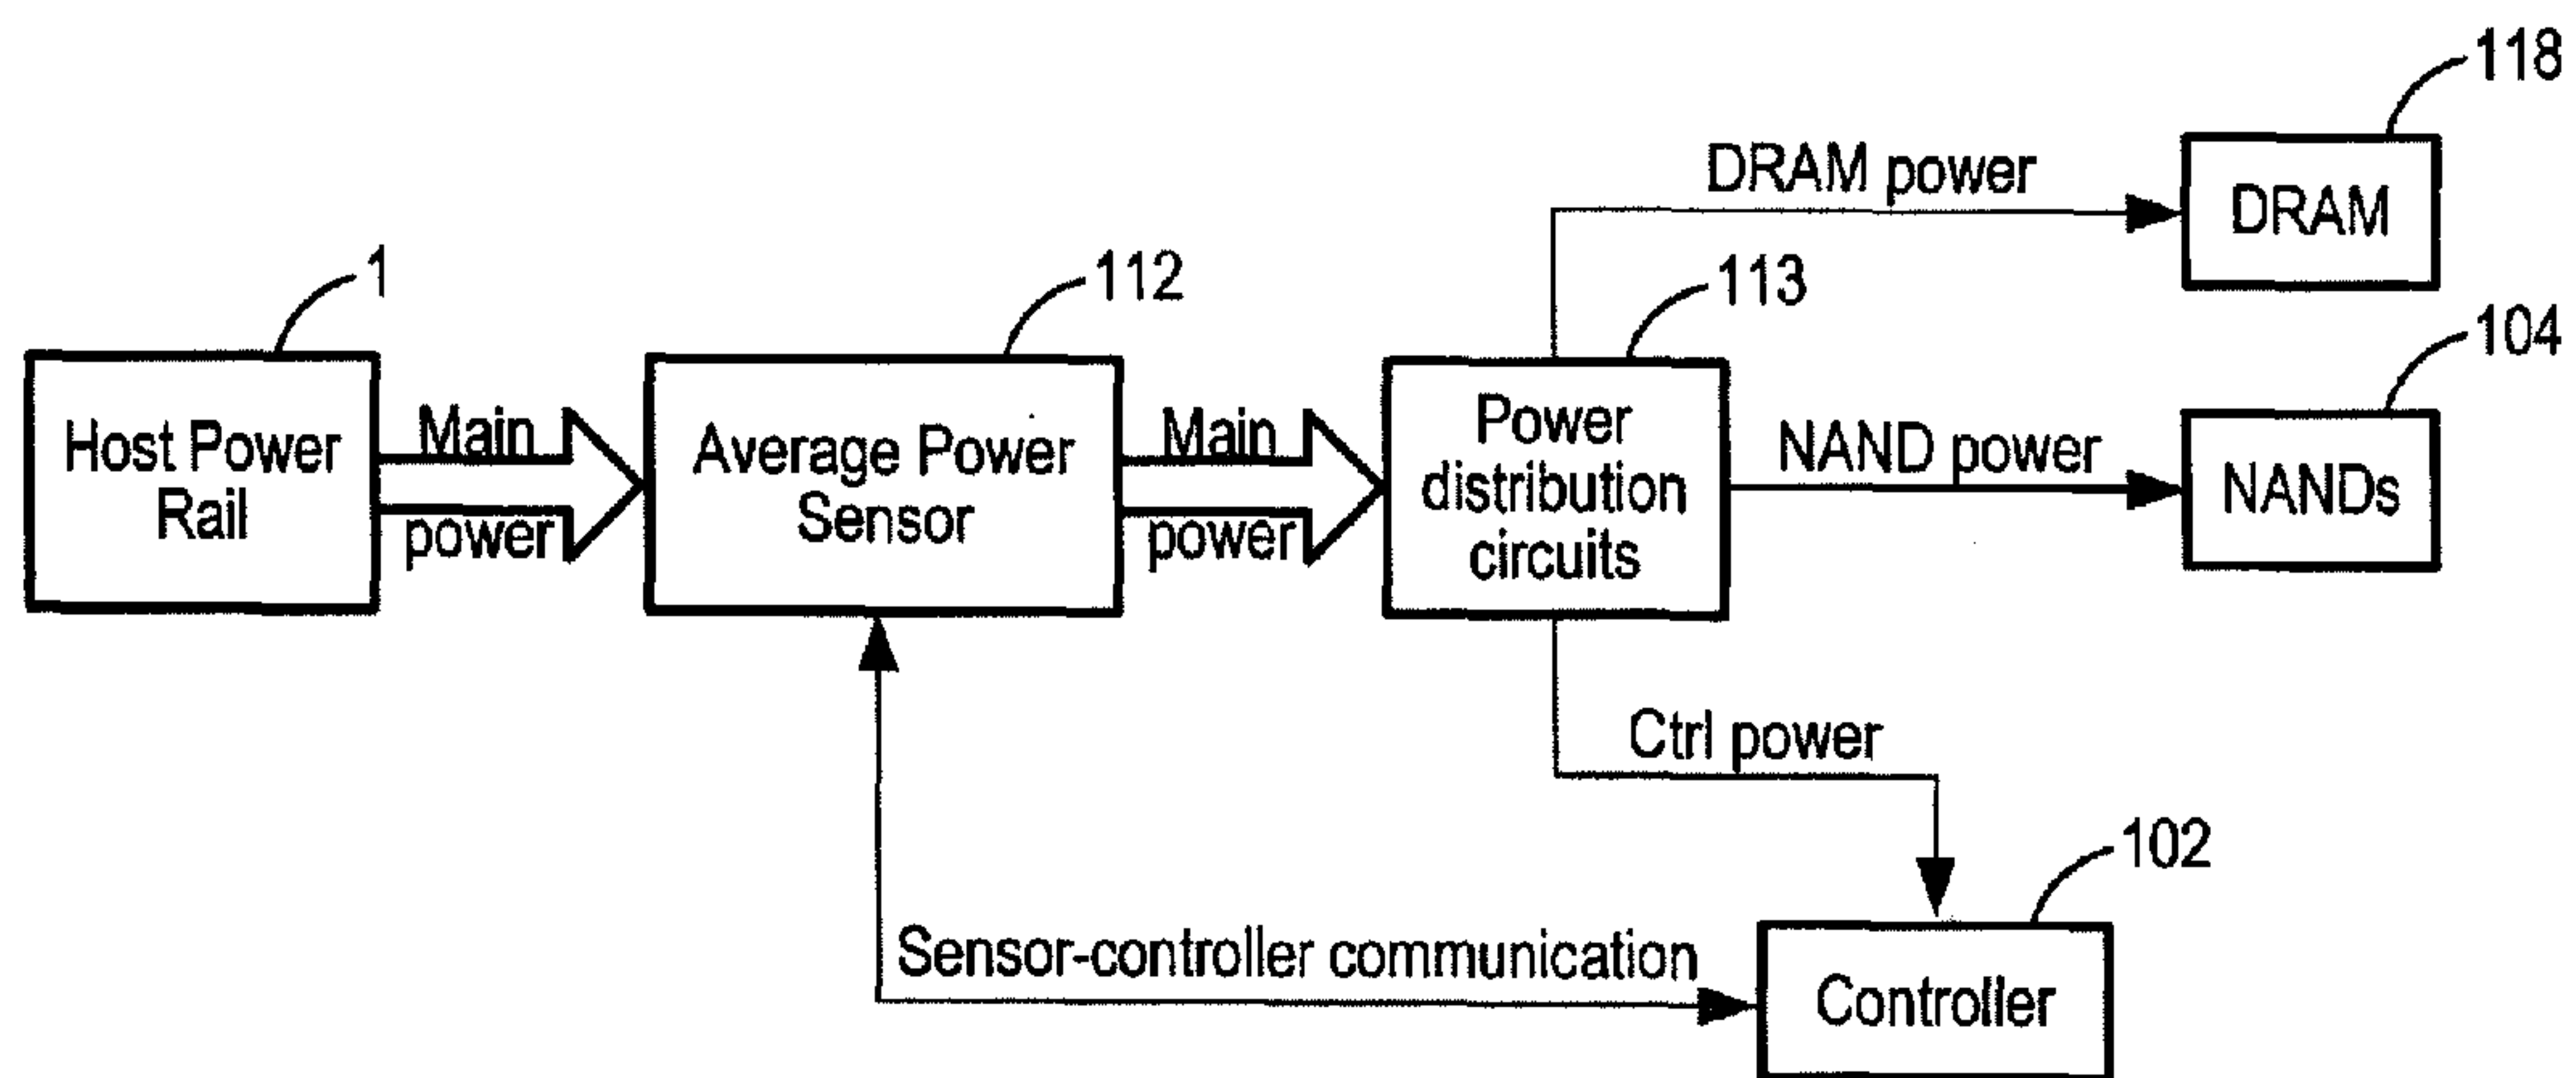 118
DRAM power
DRAM
1
112
113
104
Host Power
Rail
Main
power
Average Power
Sensor
Main
power
Power
distribution
circuits
NAND power
NANDs
Ctrl power
102
Sensor-controller communication
Controller